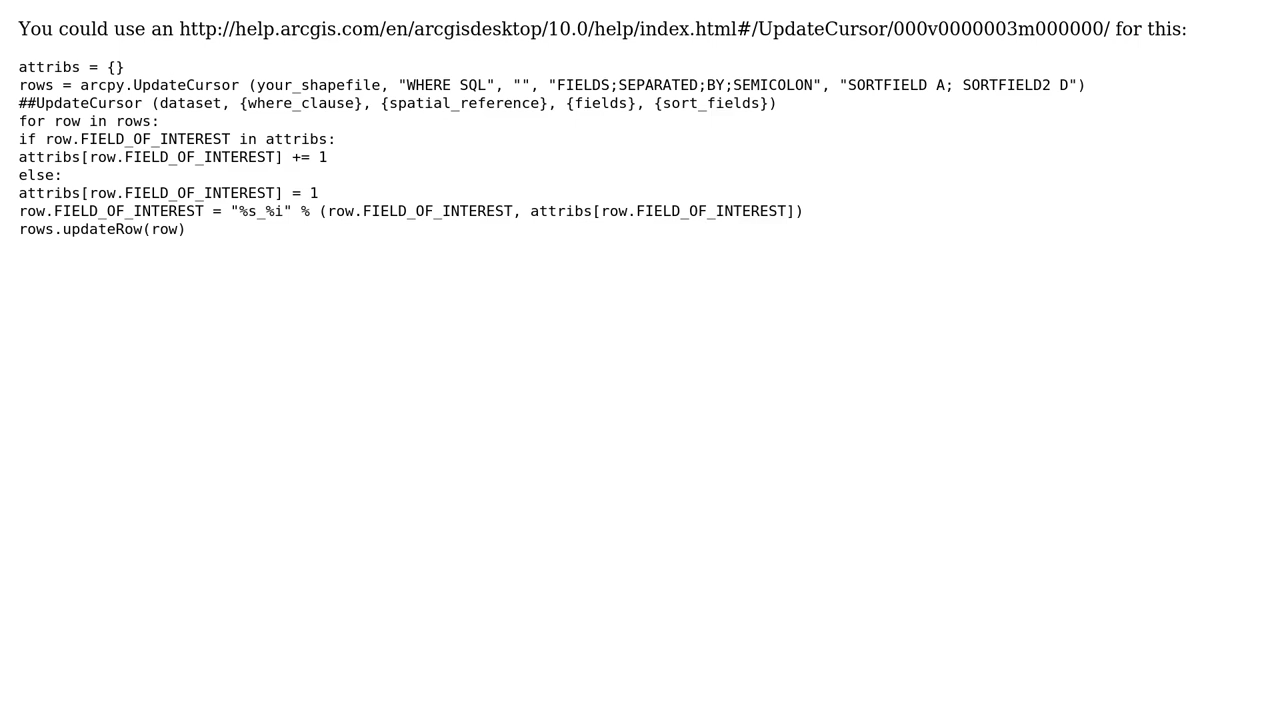 You could use an http://help.arcgis.com/en/arcgisdesktop/10.0/help/index.html#/UpdateCursor/000v0000003m000000/ for this:
attribs = {}
rows = arcpy.UpdateCursor (your_shapefile, "WHERE SQL", "", "FIELDS;SEPARATED;BY;SEMICOLON", "SORTFIELD A; SORTFIELD2 D")
##UpdateCursor (dataset, {where_clause}, {spatial_reference}, {fields}, {sort_fields})
for row in rows:
if row.FIELD_OF_INTEREST in attribs:
attribs[row.FIELD_OF_INTEREST] += 1
else:
attribs[row.FIELD_OF_INTEREST] = 1
row.FIELD_OF_INTEREST = "%s_%i" % (row.FIELD_OF_INTEREST, attribs[row.FIELD_OF_INTEREST])
rows.updateRow(row)